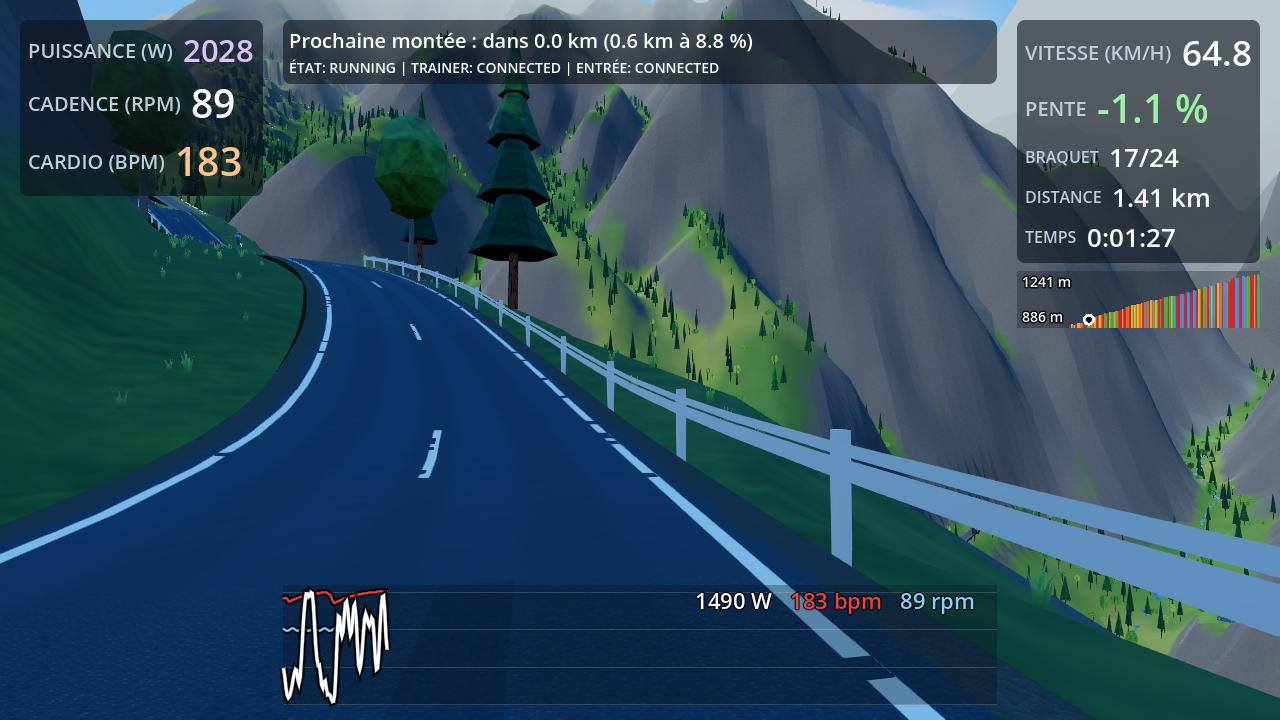 PUISSANCE (W) 2028
CADENCE (RPM) 89
CARDIO (BPM) 183
Prochaine montée : dans 0.0 km (0.6 km à 8.8 %)
ÉTAT: RUNNING | TRAINER: CONNECTED | ENTRÉE: CONNECTED
VITESSE (KM/H) 64.8
PENTE -1.1 %
BRAQUET 17/24
DISTANCE 1.41 km
TEMPS 0:01:27
1241 m
886 m
1490 W 183 bpm 89 rpm